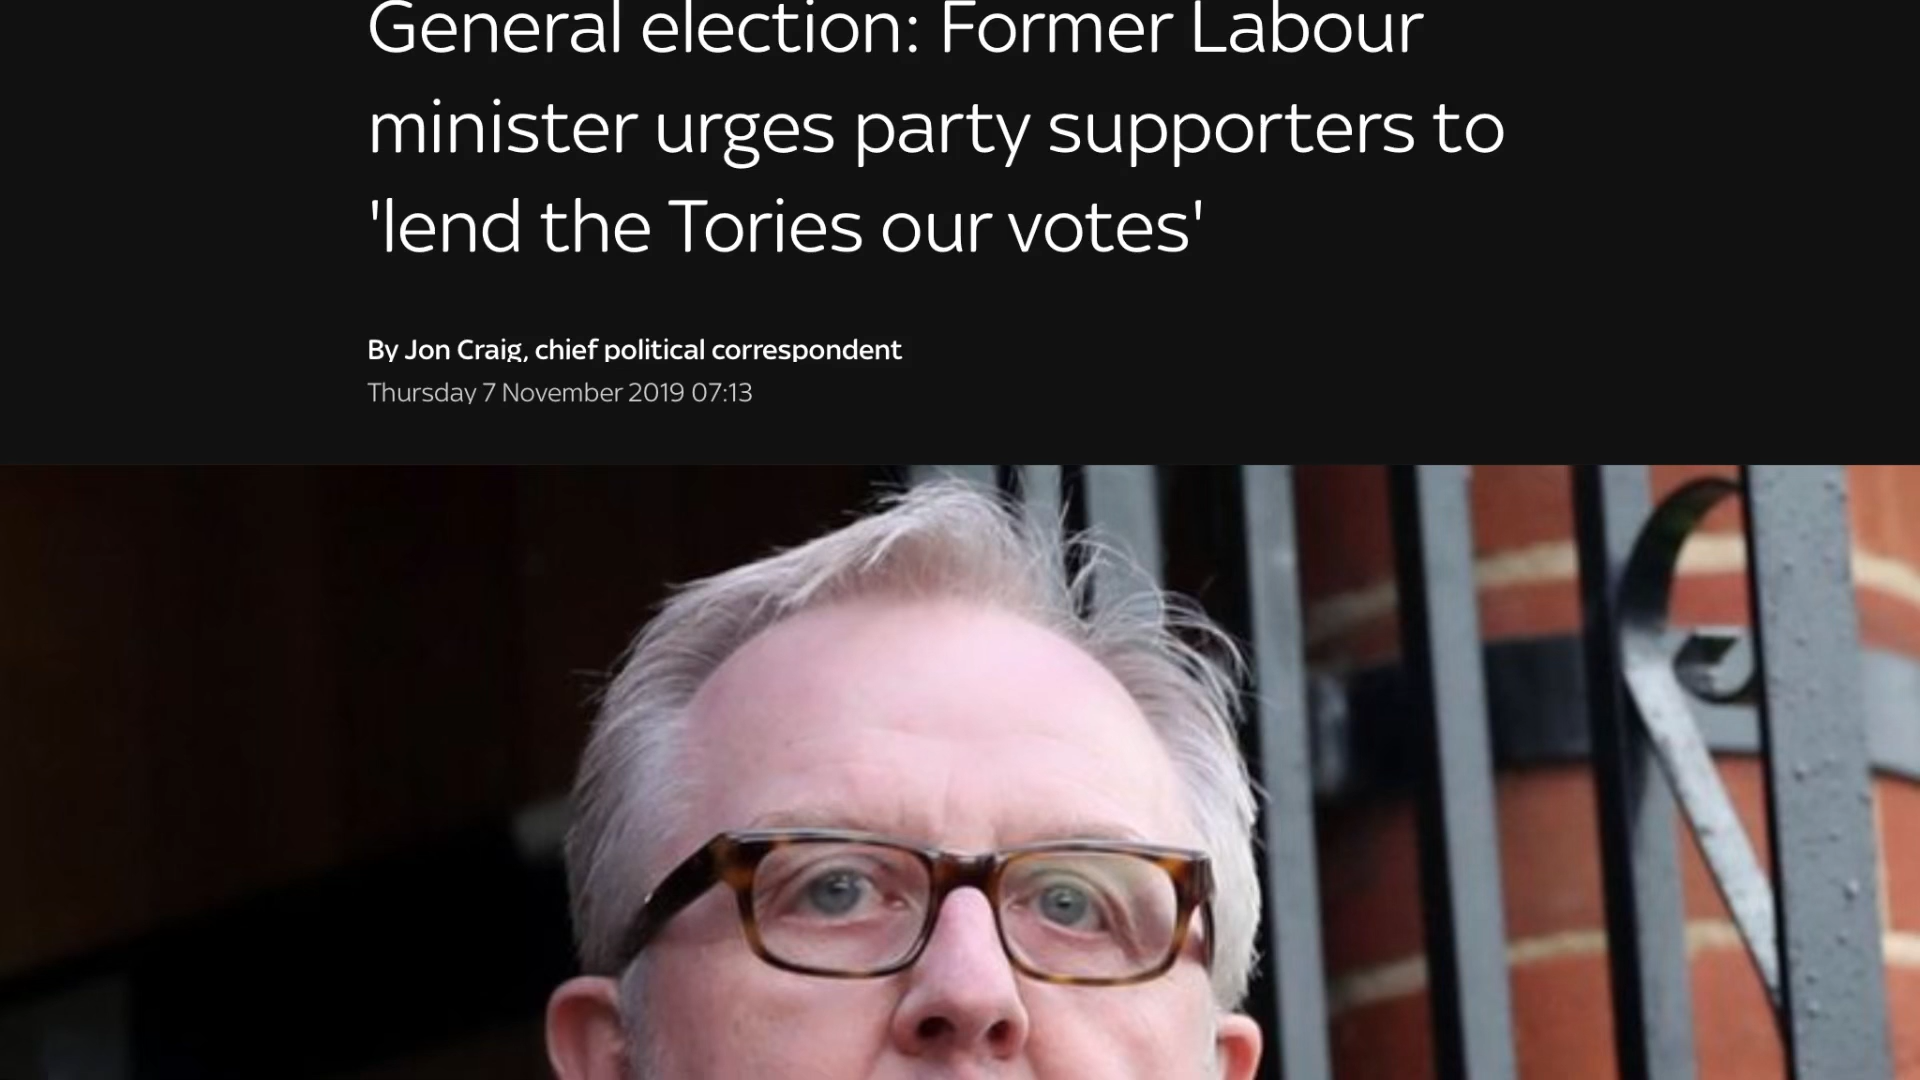 General election: Former Labour
minister urges party supporters to
'lend the Tories our votes'
By Jon Craig, chief political correspondent
Thursday 7 November 2019 07:13